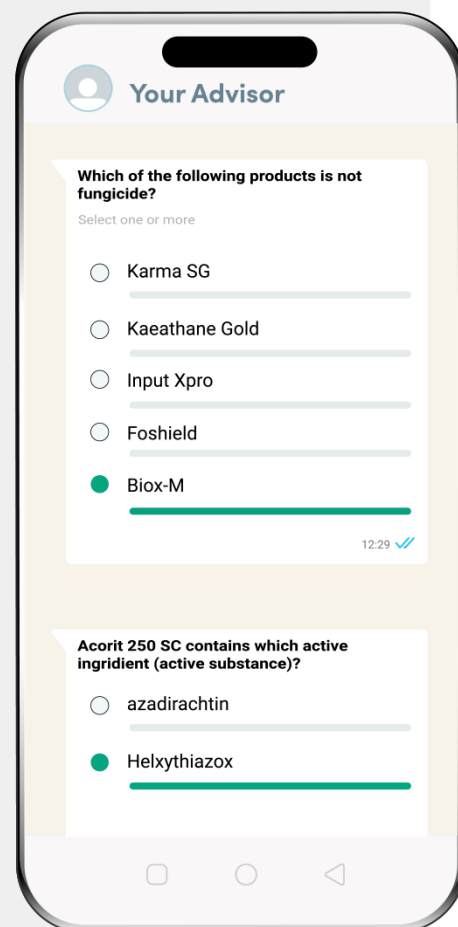 Your Advisor
Which of the following products is not
fungicide?
Select one or more
Karma SG
Kaeathane Gold
Input Xpro
Foshield
Biox-M
12:29
Acorit 250 SC contains which active
ingridient (active substance)?
azadirachtin
Helxythiazox